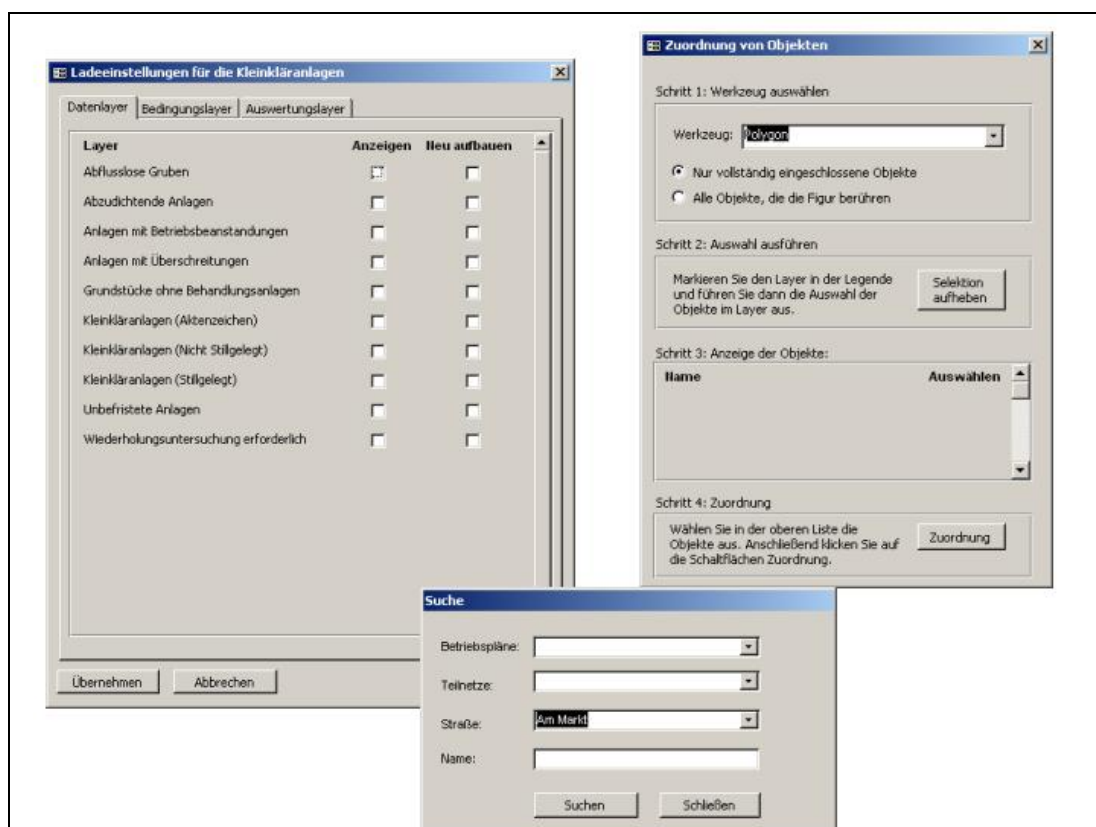 Ladeeinstellungen für die Kleinkläranlagen
Datenlayer Bedingungslayer Auswertungslayer
Layer Anzeigen Neu aufbauen
Abflusslose Gruben
Abzudichtende Anlagen
Anlagen mit Betriebsbeanstandungen
Anlagen mit Überschreitungen
Grundstücke ohne Behandlungsanlagen
Kleinkläranlagen (Aktenzeichen)
Kleinkläranlagen (Nicht Stillgelegt)
Kleinkläranlagen (Stillgelegt)
Unbefristete Anlagen
Wiederholungsuntersuchung erforderlich
Übernehmen Abbrechen
Zuordnung von Objekten
Schritt 1: Werkzeug auswählen
Werkzeug: Polygon
Nur vollständig eingeschlossene Objekte
Alle Objekte, die die Figur berühren
Schritt 2: Auswahl ausführen
Markieren Sie den Layer in der Legende
und führen Sie dann die Auswahl der
Objekte im Layer aus.
Selektion
aufheben
Schritt 3: Anzeige der Objekte:
Name Auswählen
Schritt 4: Zuordnung
Wählen Sie in der oberen Liste die
Objekte aus. Anschließend klicken Sie auf
die Schaltflächen Zuordnung.
Zuordnung
Suche
Betriebspläne:
Teilnetze:
Straße: Am Markt
Name:
Suchen Schließen